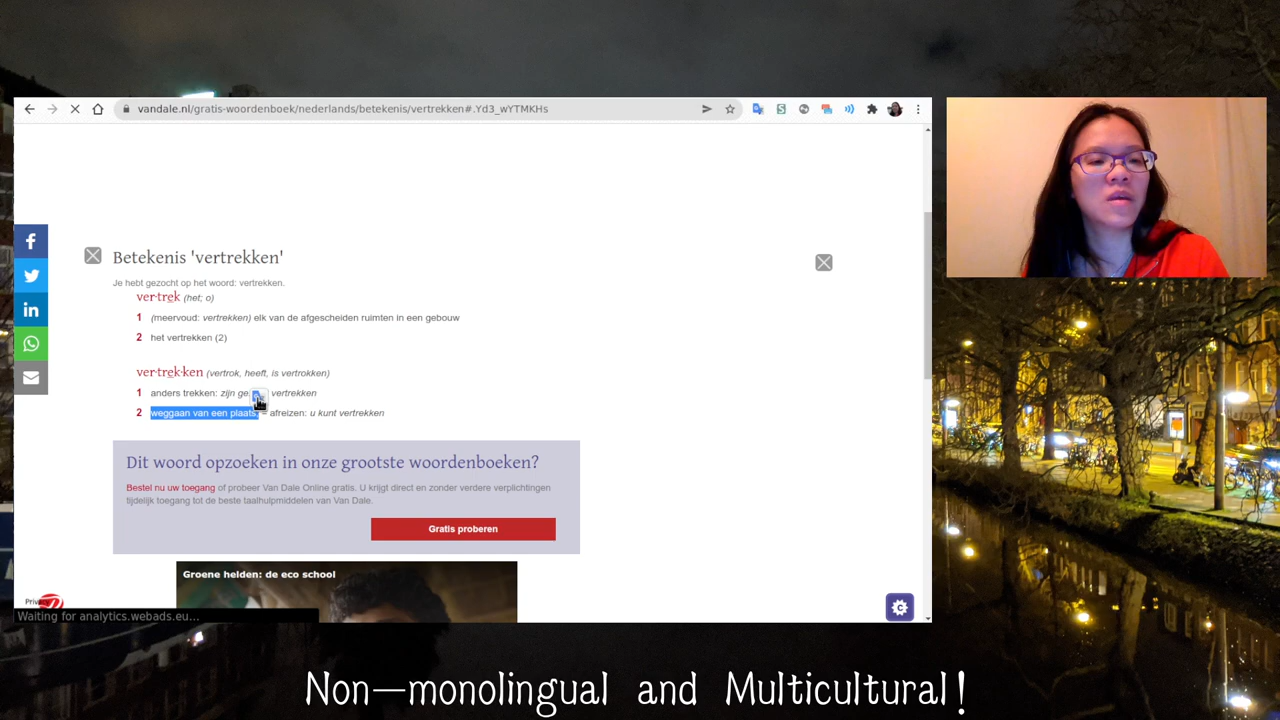 vandale.nl/gratis-woordenboek/nederlands/betekenis/vertrekken#.Yd3_wYTMKHs
Betekenis 'vertrekken'
Je hebt gezocht op het woord: vertrekken.
ver·trek (het; o)
1 (meervoud: vertrekken) elk van de afgescheiden ruimten in een gebouw
2 het vertrekken (2)
ver·trek·ken (vertrok, heeft, is vertrokken)
1 anders trekken: zijn vertrekken
2 weggaan van een plaats; = afreizen: u kunt vertrekken
Dit woord opzoeken in onze grootste woordenboeken?
Bestel nu uw toegang of probeer Van Dale Online gratis. U krijgt direct en zonder verdere verplichtingen
tijdelijk toegang tot de beste taalhulpmiddelen van Van Dale.
Gratis proberen
Groene helden: de eco school
Waiting for analytics.webads.eu...
Non—monolingual and Multicultural!